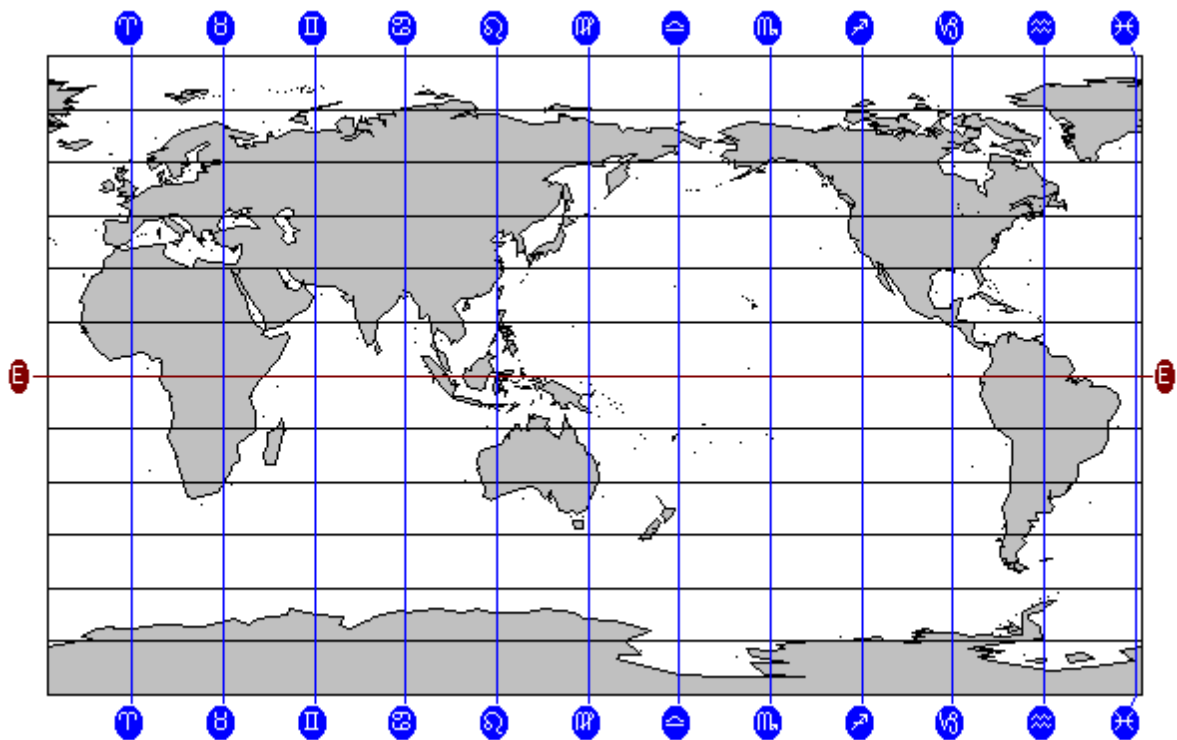 ♈ ♉ ♊ ♋ ♌ ♍ ♎ ♏ ♐ ♑ ♒ ♓
E E
♈ ♉ ♊ ♋ ♌ ♍ ♎ ♏ ♐ ♑ ♒ ♓